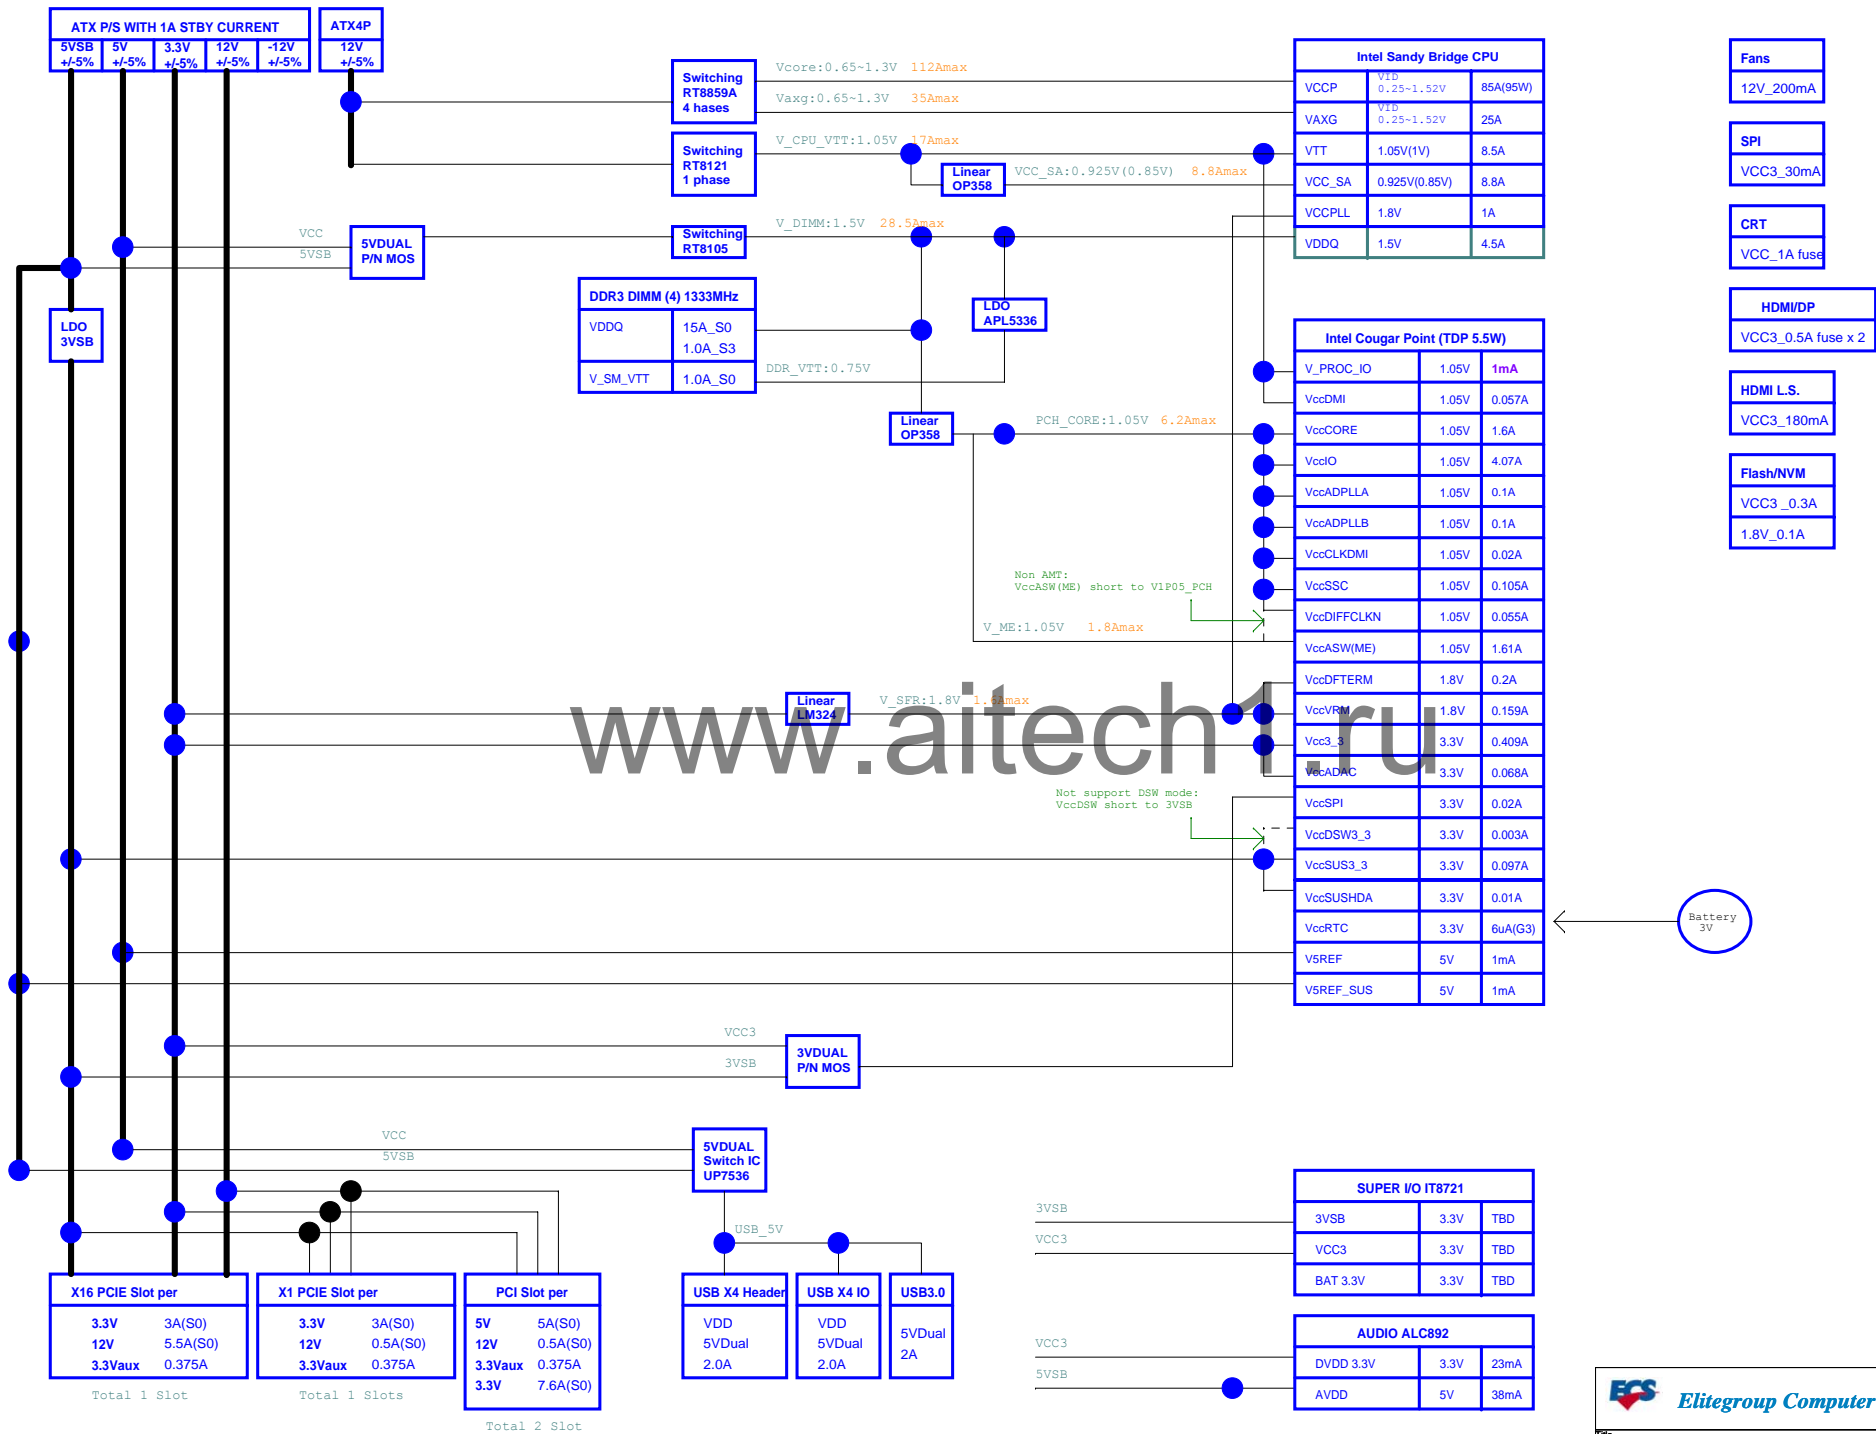 ATX P/S WITH 1A STBY CURRENT
5VSB +/-5%
5V +/-5%
3.3V +/-5%
12V +/-5%
-12V +/-5%
ATX4P
12V +/-5%
Switching
RT8859A
4 hases
Vcore:0.65~1.3V 112Amax
Vaxg:0.65~1.3V 35Amax
Switching
RT8121
1 phase
V_CPU_VTT:1.05V 17Amax
Linear
OP358
VCC_SA:0.925V(0.85V) 8.8Amax
VCC
5VSB
5VDUAL
P/N MOS
Switching
RT8105
V_DIMM:1.5V 28.5Amax
LDO
3VSB
DDR3 DIMM (4) 1333MHz
VDDQ 15A_S0
1.0A_S3
V_SM_VTT 1.0A_S0
DDR_VTT:0.75V
LDO
APL5336
Linear
OP358
PCH_CORE:1.05V 6.2Amax
Intel Sandy Bridge CPU
VCCP VID 0.25~1.52V 85A(95W)
VAXG VID 0.25~1.52V 25A
VTT 1.05V(1V) 8.5A
VCC_SA 0.925V(0.85V) 8.8A
VCCPLL 1.8V 1A
VDDQ 1.5V 4.5A
Intel Cougar Point (TDP 5.5W)
V_PROC_IO 1.05V 1mA
VccDMI 1.05V 0.057A
VccCORE 1.05V 1.6A
VccIO 1.05V 4.07A
VccADPLLA 1.05V 0.1A
VccADPLLB 1.05V 0.1A
VccCLKDMI 1.05V 0.02A
VccSSC 1.05V 0.105A
VccDIFFCLKN 1.05V 0.055A
VccASW(ME) 1.05V 1.61A
VccDFTERM 1.8V 0.2A
VccVRM 1.8V 0.159A
Vcc3_3 3.3V 0.409A
VccADAC 3.3V 0.068A
VccSPI 3.3V 0.02A
VccDSW3_3 3.3V 0.003A
VccSUS3_3 3.3V 0.097A
VccSUSHDA 3.3V 0.01A
VccRTC 3.3V 6uA(G3)
V5REF 5V 1mA
V5REF_SUS 5V 1mA
Non AMT:
VccASW(ME) short to V1P05_PCH
V_ME:1.05V 1.8Amax
Linear
LM324
V_SFR:1.8V 1.6Amax
www.aitech1.ru
Not support DSW mode:
VccDSW short to 3VSB
Battery
3V
Fans
12V_200mA
SPI
VCC3_30mA
CRT
VCC_1A fuse
HDMI/DP
VCC3_0.5A fuse x 2
HDMI L.S.
VCC3_180mA
Flash/NVM
VCC3 _0.3A
1.8V_0.1A
VCC3
3VSB
3VDUAL
P/N MOS
VCC
5VSB
5VDUAL
Switch IC
UP7536
USB_5V
X16 PCIE Slot per
3.3V 3A(S0)
12V 5.5A(S0)
3.3Vaux 0.375A
Total 1 Slot
X1 PCIE Slot per
3.3V 3A(S0)
12V 0.5A(S0)
3.3Vaux 0.375A
Total 1 Slots
PCI Slot per
5V 5A(S0)
12V 0.5A(S0)
3.3Vaux 0.375A
3.3V 7.6A(S0)
Total 2 Slot
USB X4 Header
VDD
5VDual
2.0A
USB X4 IO
VDD
5VDual
2.0A
USB3.0
5VDual
2A
3VSB
VCC3
SUPER I/O IT8721
3VSB 3.3V TBD
VCC3 3.3V TBD
BAT 3.3V 3.3V TBD
VCC3
5VSB
AUDIO ALC892
DVDD 3.3V 3.3V 23mA
AVDD 5V 38mA
ECS
Elitegroup Computer